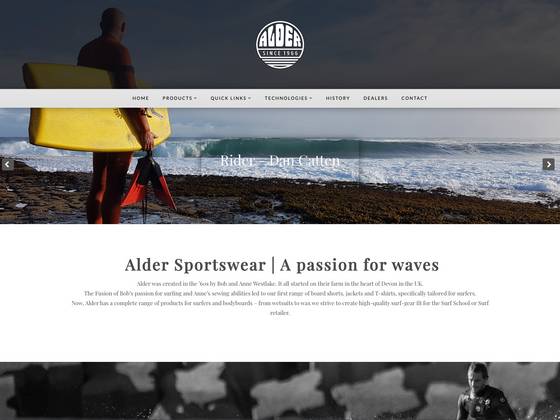 ALDER
SINCE 1966
HOME PRODUCTS QUICK LINKS TECHNOLOGIES HISTORY DEALERS CONTACT
Rider – Dan Catten
Alder Sportswear | A passion for waves
Alder was created in the '60s by Bob and Anne Westlake. It all started on their farm in the heart of Devon in the UK.
The Fusion of Bob's passion for surfing and Anne's sewing abilities led to our first range of board shorts, jackets and T-shirts, specifically tailored for surfers.
Now, Alder has a complete range of products for surfers and bodyboards – from wetsuits to wax we strive to create high-quality surf-gear fit for the Surf School or Surf
retailer.